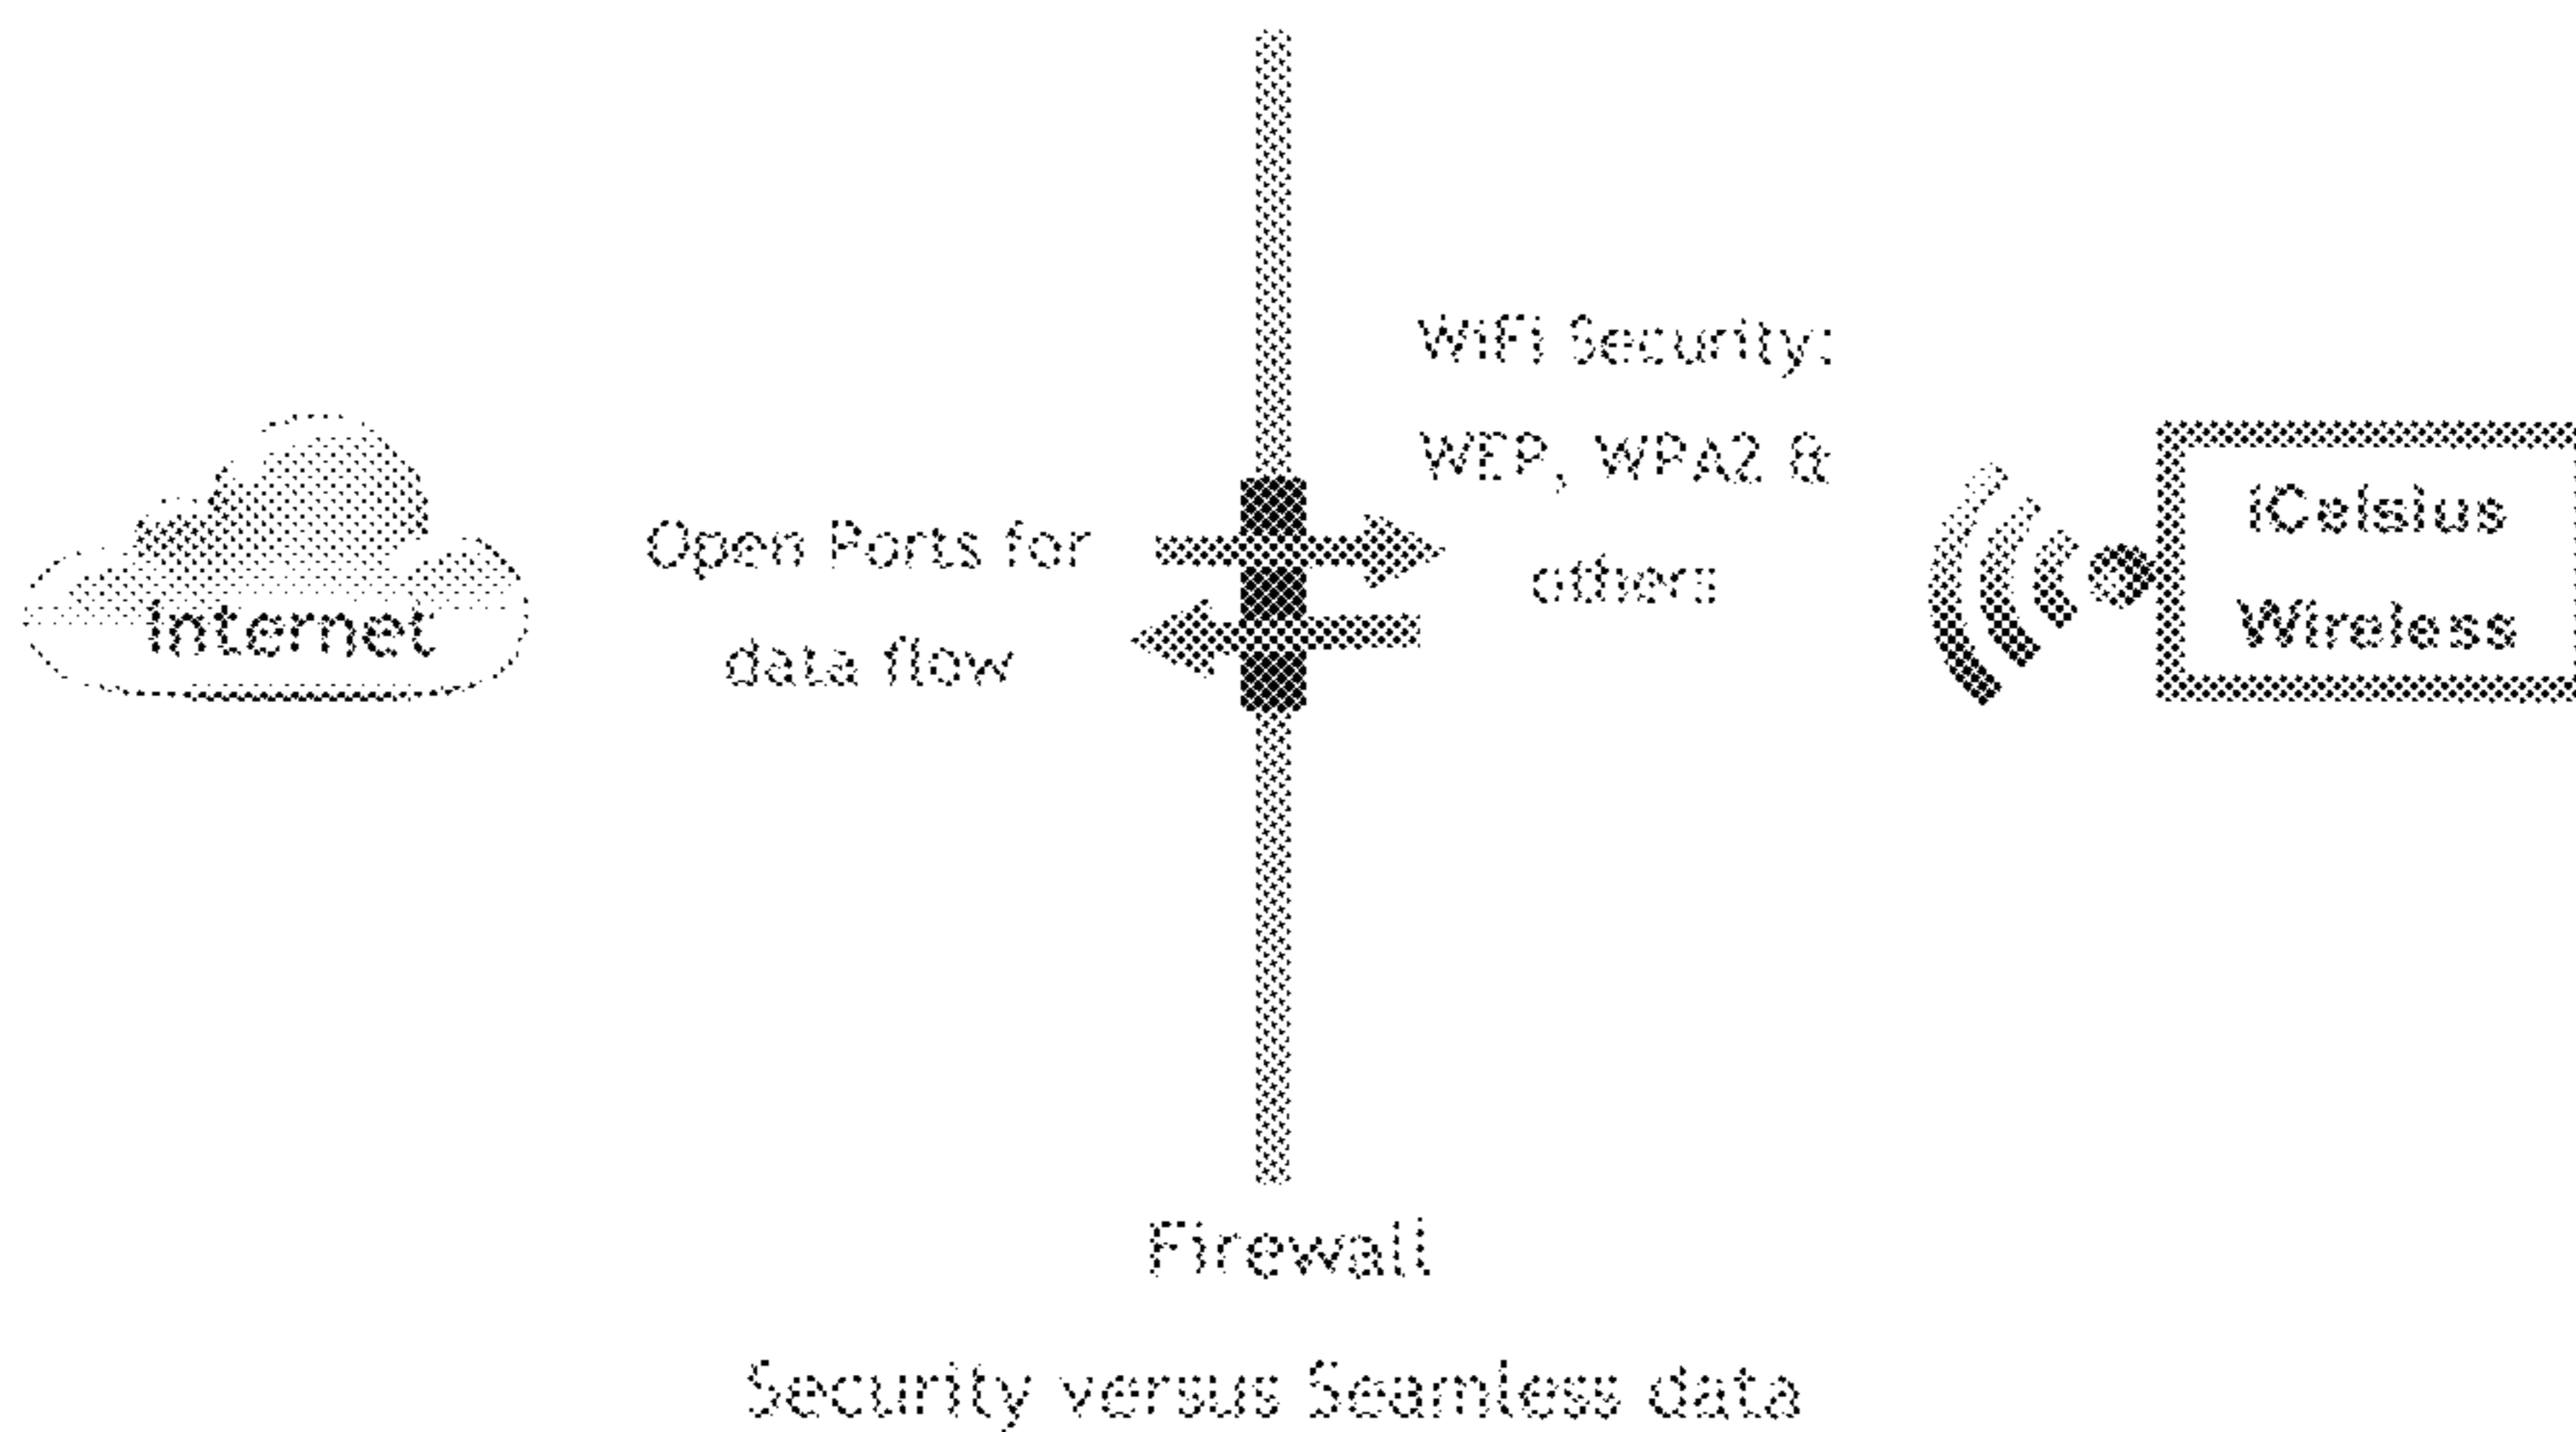 WiFi Security:
WEP, WPA2 &
others
Open Ports for
data flow
Internet
iCelsius
Wireless
Firewall
Security versus Seamless data